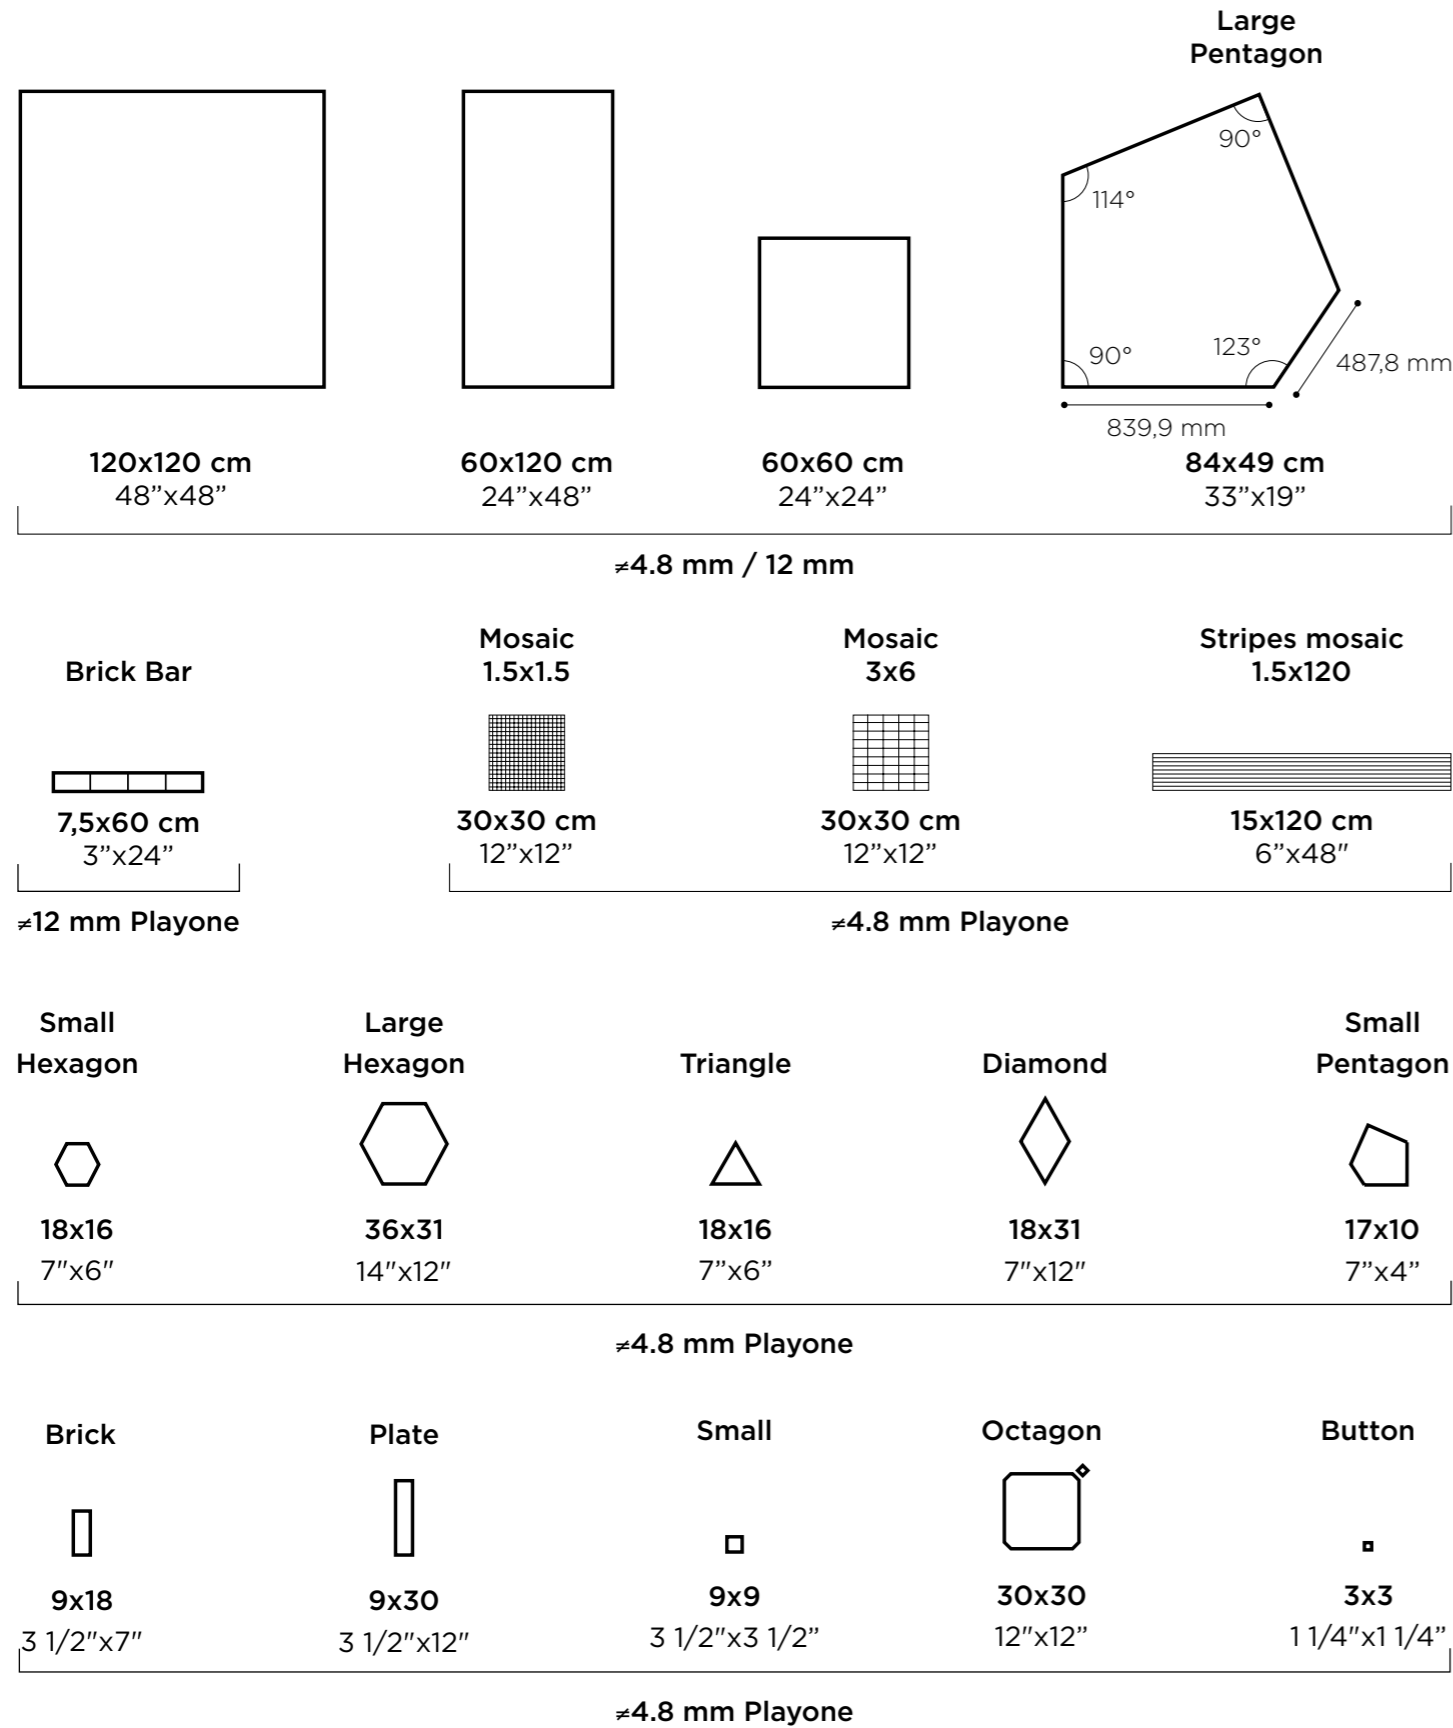 Large
Pentagon
90°
114°
90°
123°
487,8 mm
839,9 mm
120x120 cm
48”x48”
60x120 cm
24”x48”
60x60 cm
24”x24”
84x49 cm
33”x19”
≠4.8 mm / 12 mm
Brick Bar
7,5x60 cm
3”x24”
≠12 mm Playone
Mosaic
1.5x1.5
30x30 cm
12”x12”
Mosaic
3x6
30x30 cm
12”x12”
Stripes mosaic
1.5x120
15x120 cm
6”x48"
≠4.8 mm Playone
Small
Hexagon
18x16
7"x6"
Large
Hexagon
36x31
14"x12"
Triangle
18x16
7”x6”
Diamond
18x31
7"x12"
Small
Pentagon
17x10
7”x4”
≠4.8 mm Playone
Brick
9x18
3 1/2"x7"
Plate
9x30
3 1/2"x12"
Small
9x9
3 1/2"x3 1/2”
Octagon
30x30
12"x12”
Button
3x3
1 1/4"x1 1/4”
≠4.8 mm Playone